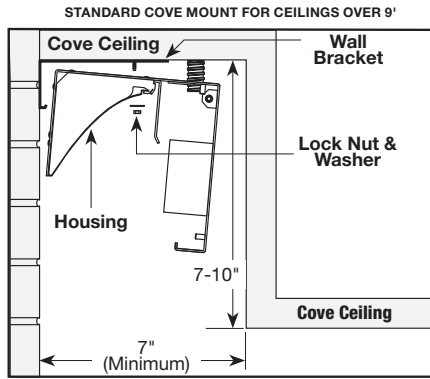 STANDARD COVE MOUNT FOR CEILINGS OVER 9'
Cove Ceiling
Wall
Bracket
Lock Nut &
Washer
Housing
7-10"
Cove Ceiling
7"
(Minimum)